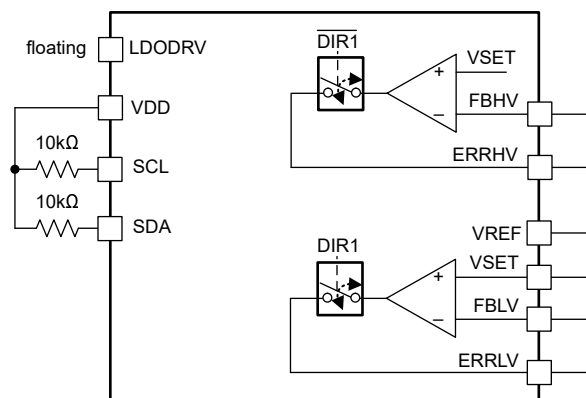 floating
LDODRV
VDD
10kΩ
SCL
10kΩ
SDA
DIR1
+
VSET
−
FBHV
ERRHV
VREF
DIR1
+
VSET
−
FBLV
ERRLV